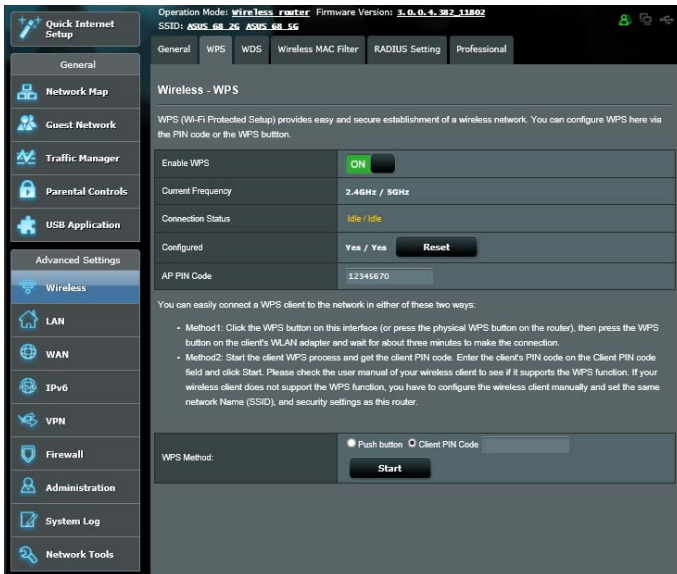 Quick Internet
Setup
General
Network Map
Guest Network
Traffic Manager
Parental Controls
USB Application
Advanced Settings
Wireless
LAN
WAN
IPv6
VPN
Firewall
Administration
System Log
Network Tools
Operation Mode: Wireless router Firmware Version: 3.0.0.4.382_11802
SSID: ASUS_68_2G ASUS_68_5G
General WPS WDS Wireless MAC Filter RADIUS Setting Professional
Wireless - WPS
WPS (Wi-Fi Protected Setup) provides easy and secure establishment of a wireless network. You can configure WPS here via
the PIN code or the WPS buttton.
Enable WPS ON
Current Frequency 2.4GHz / 5GHz
Connection Status Idle / Idle
Configured Yes / Yes Reset
AP PIN Code 12345670
You can easily connect a WPS client to the network in either of these two ways:
• Method1: Click the WPS button on this interface (or press the physical WPS button on the router), then press the WPS
button on the client's WLAN adapter and wait for about three minutes to make the connection.
• Method2: Start the client WPS process and get the client PIN code. Enter the client's PIN code on the Client PIN code
field and click Start. Please check the user manual of your wireless client to see if it supports the WPS function. If your
wireless client does not support the WPS function, you have to configure the wireless client manually and set the same
network Name (SSID), and security settings as this router.
WPS Method: Push button Client PIN Code
Start